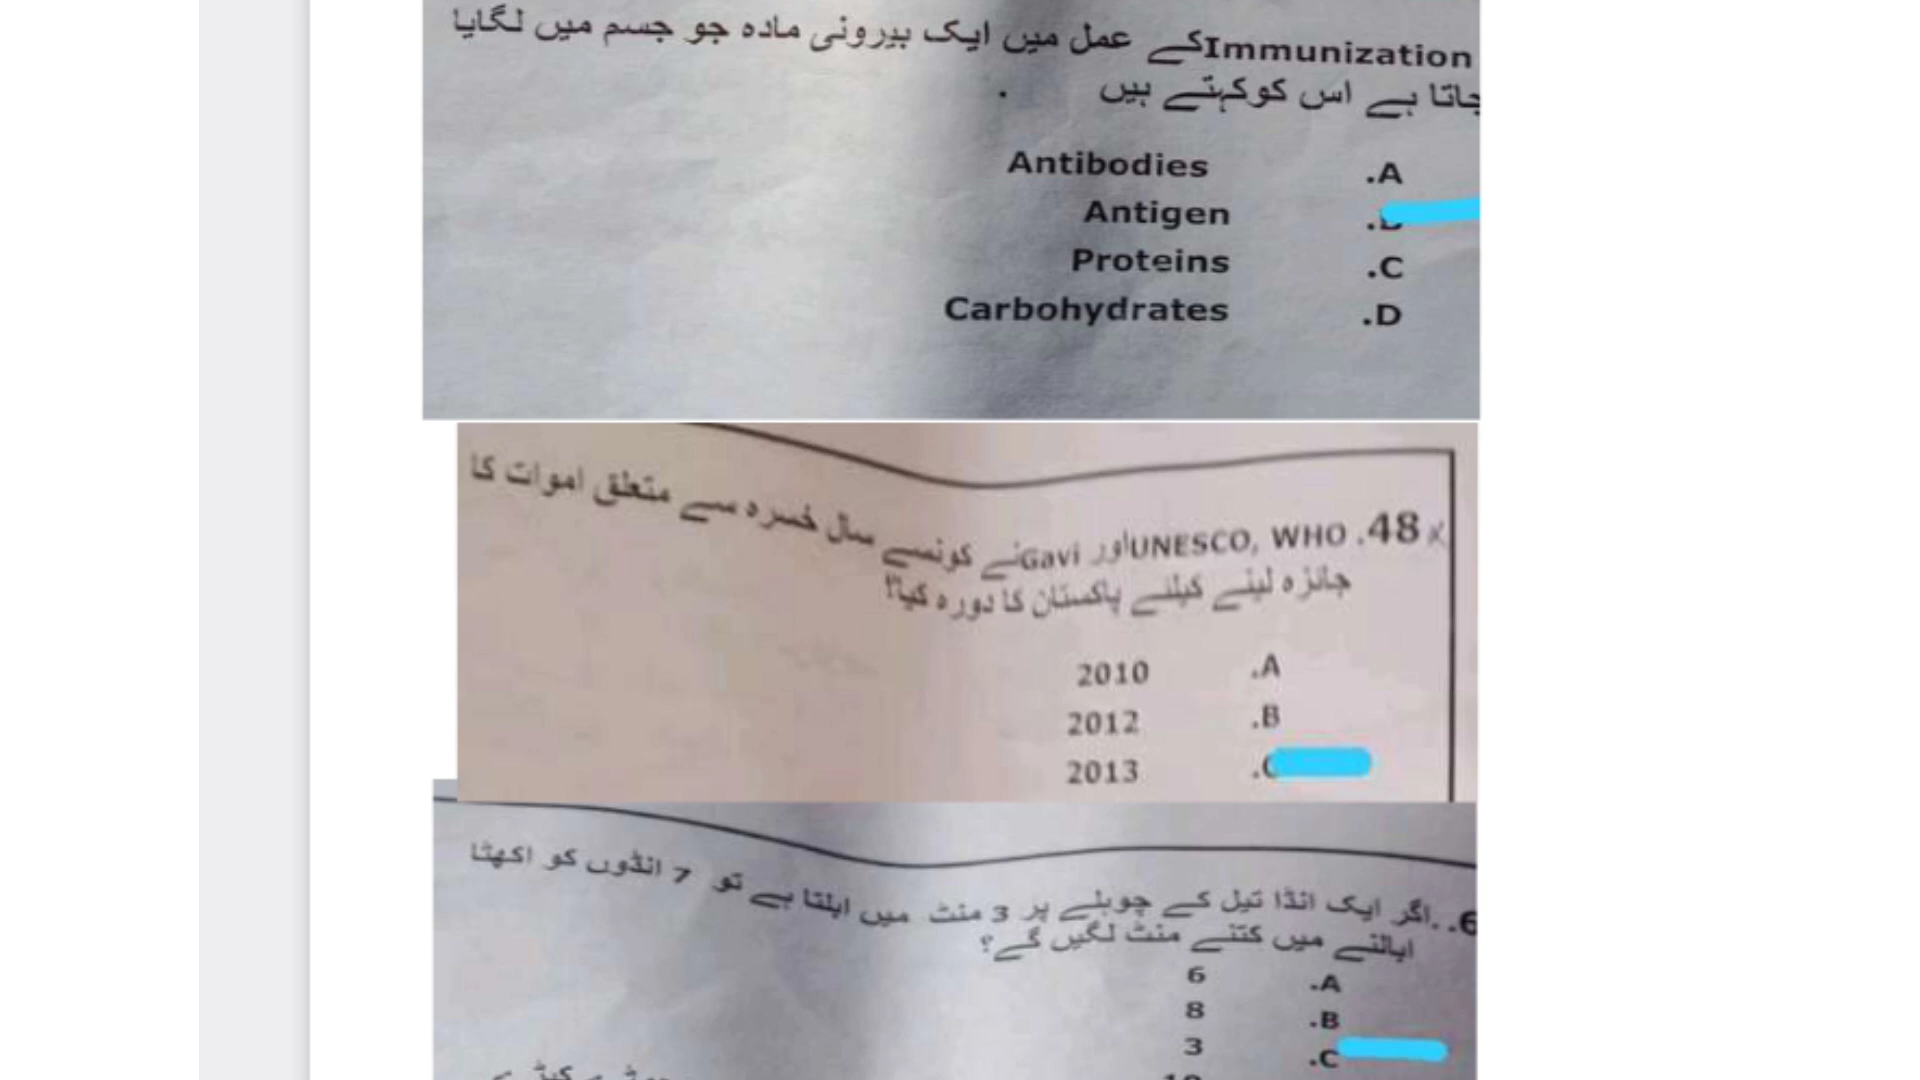 Immunization کے عمل میں ایک بیرونی مادہ جو جسم میں لگایا
جاتا ہے اس کو کہتے ہیں .
A. Antibodies
Antigen
C. Proteins
D. Carbohydrates
48. UNESCO, WHO اور Gavi نے کونسے سال خسرہ سے متعلق اموات کا
جائزہ لینے کیلئے پاکستان کا دورہ کیا؟
A. 2010
B. 2012
C. 2013
6.. اگر ایک انڈا تیل کے چوہلے پر 3 منٹ میں ابلتا ہے تو 7 انڈوں کو اکھٹا
ابالنے میں کتنے منٹ لگیں گے؟
A. 6
B. 8
C. 3